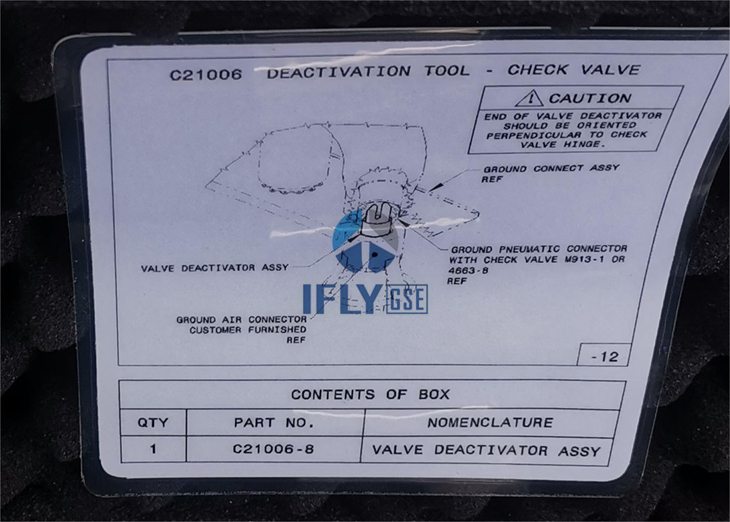 C21006 DEACTIVATION TOOL - CHECK VALVE
! CAUTION
END OF VALVE DEACTIVATOR
SHOULD BE ORIENTED
PERPENDICULAR TO CHECK
VALVE HINGE.
GROUND CONNECT ASSY
REF
GROUND PNEUMATIC CONNECTOR
WITH CHECK VALVE M913-1 OR
4663-8
REF
VALVE DEACTIVATOR ASSY
IFLY GSE
GROUND AIR CONNECTOR
CUSTOMER FURNISHED
REF
-12
CONTENTS OF BOX
QTY PART NO. NOMENCLATURE
1 C21006-8 VALVE DEACTIVATOR ASSY